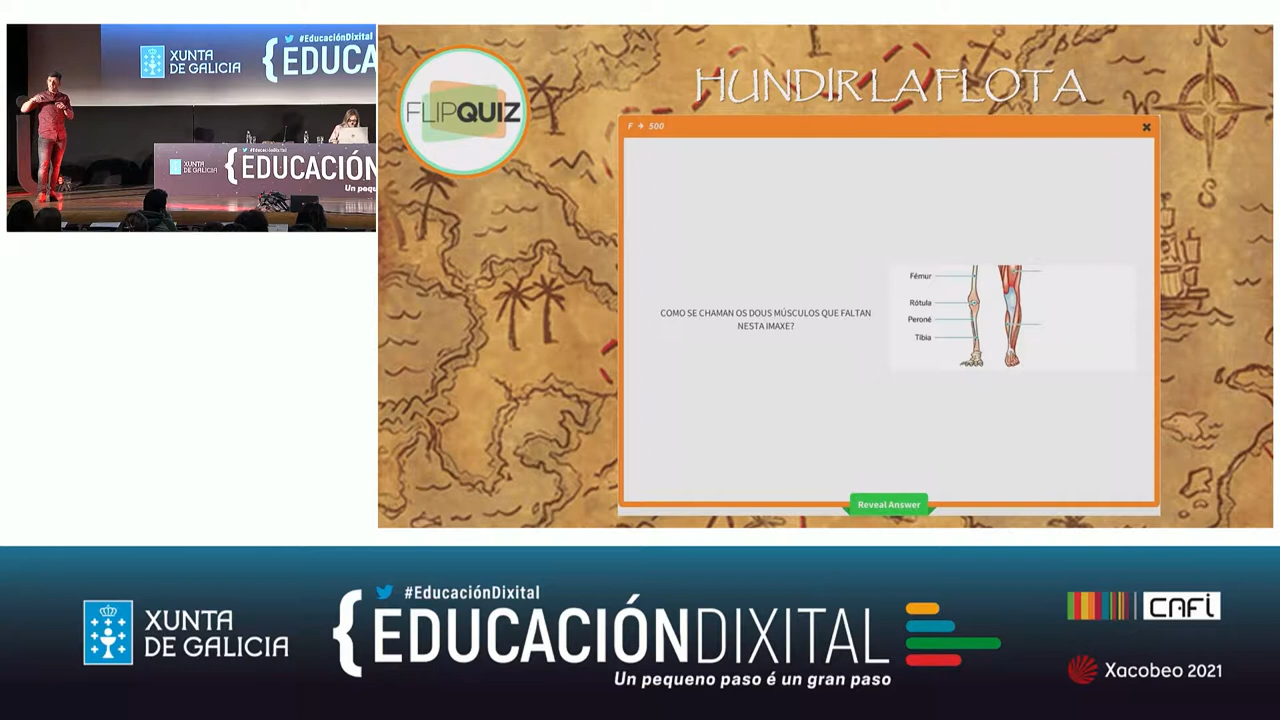 #EducaciónDixital
XUNTA
DE GALICIA
{EDUCA
#EducaciónDixital
XUNTA
DE GALICIA
{EDUCACIÓN
Un pequ
FLIPQUIZ
HUNDIR LA FLOTA
F → 500
COMO SE CHAMAN OS DOUS MÚSCULOS QUE FALTAN
NESTA IMAXE?
Fémur
Rótula
Peroné
Tibia
Reveal Answer
S
XUNTA
DE GALICIA
#EducaciónDixital
{EDUCACIÓNDIXITAL
Un pequeno paso é un gran paso
CAFi
Xacobeo 2021